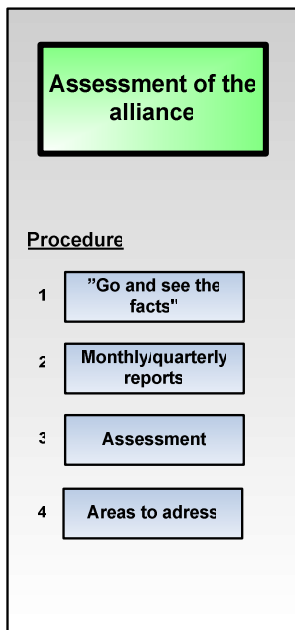 Assessment of the
alliance
Procedure
1 "Go and see the
facts"
2 Monthly/quarterly
reports
3 Assessment
4 Areas to adress